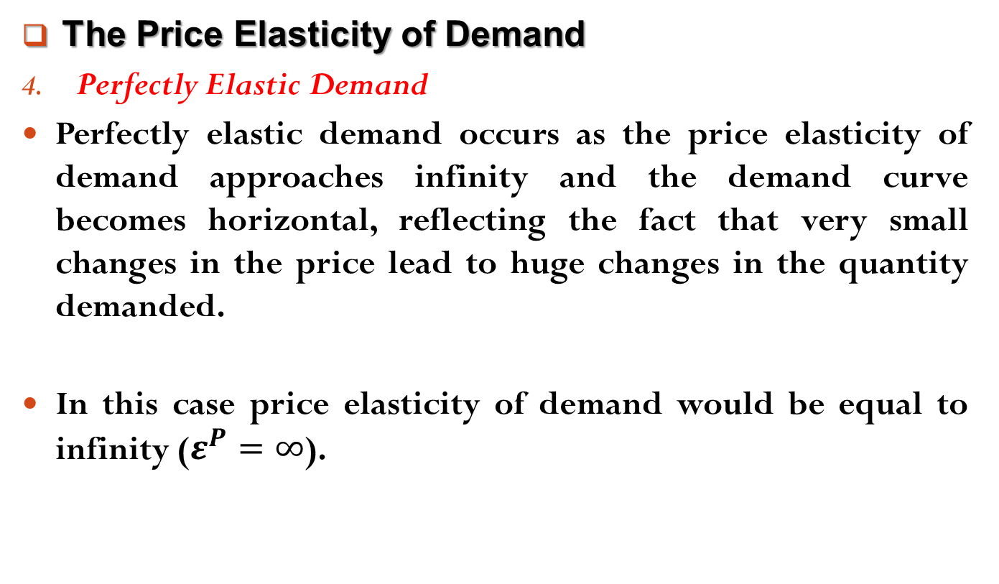 ❑ The Price Elasticity of Demand
4. Perfectly Elastic Demand
• Perfectly elastic demand occurs as the price elasticity of
demand approaches infinity and the demand curve
becomes horizontal, reflecting the fact that very small
changes in the price lead to huge changes in the quantity
demanded.
• In this case price elasticity of demand would be equal to
infinity (εᴾ = ∞).